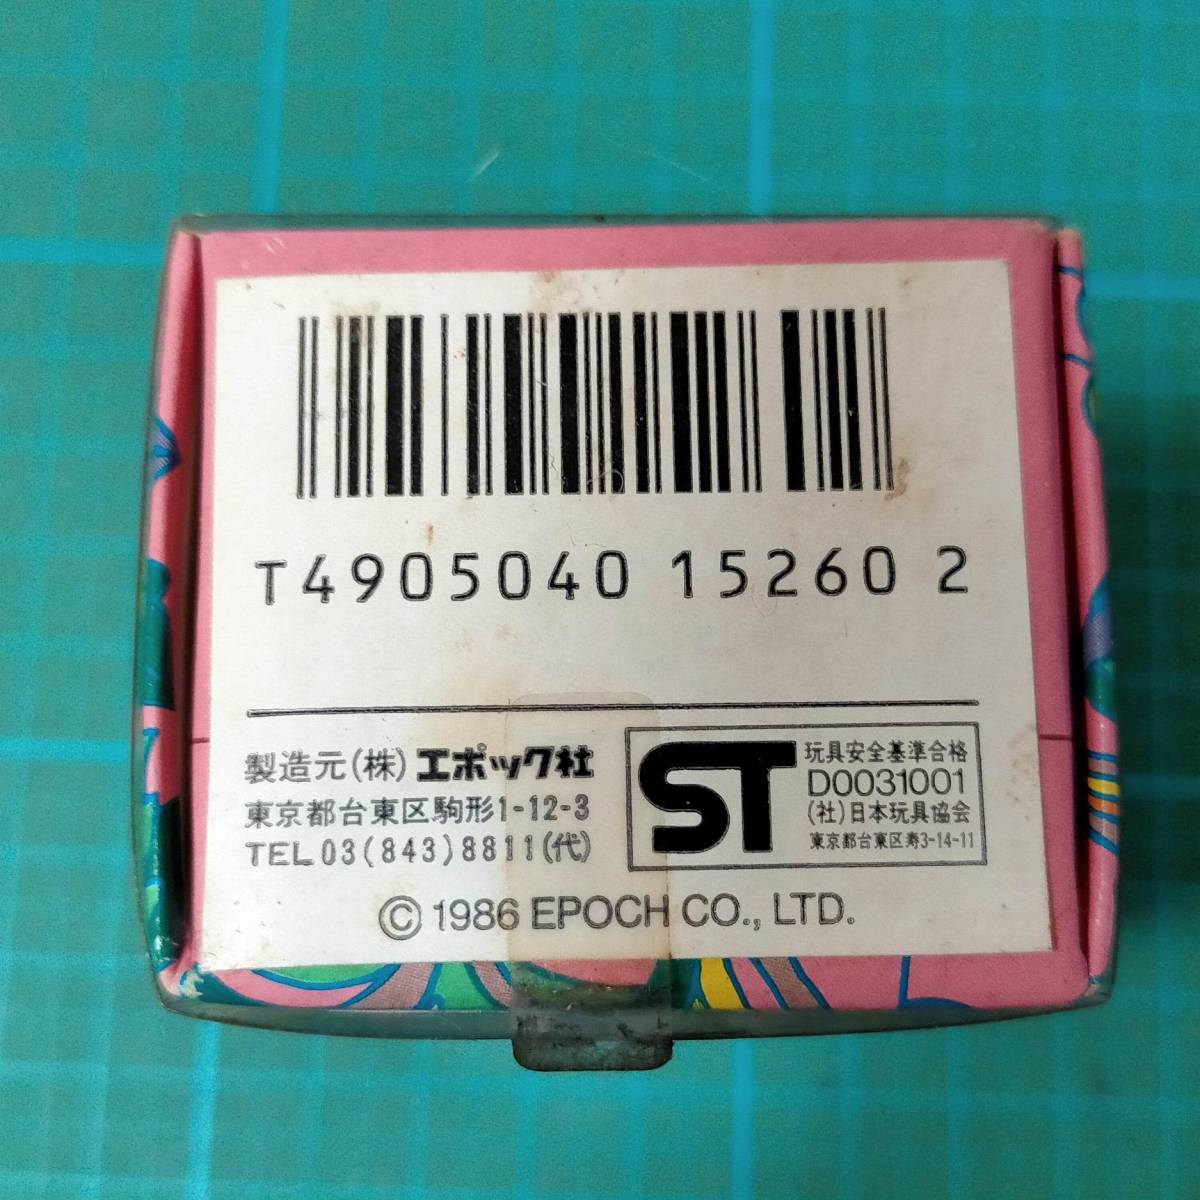 T4905040 15260 2
製造元(株)エポック社
東京都台東区駒形1-12-3
TEL03(843)8811(代)
ST
玩具安全基準合格
D0031001
(社)日本玩具協会
東京都台東区寿3-14-11
© 1986 EPOCH CO., LTD.